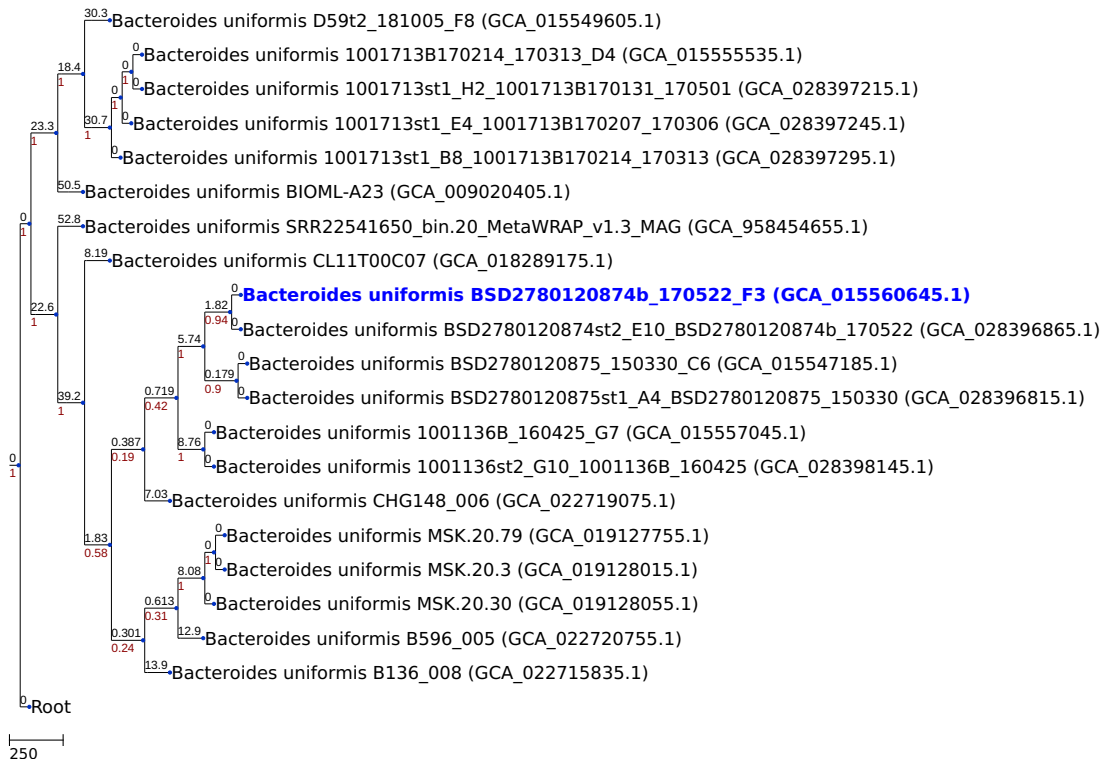 30.3 Bacteroides uniformis D59t2_181005_F8 (GCA_015549605.1)
0 Bacteroides uniformis 1001713B170214_170313_D4 (GCA_015555535.1)
18.4 0
1 1
0 Bacteroides uniformis 1001713st1_H2_1001713B170131_170501 (GCA_028397215.1)
0
1
0 Bacteroides uniformis 1001713st1_E4_1001713B170207_170306 (GCA_028397245.1)
23.3 30.7
1 1
0 Bacteroides uniformis 1001713st1_B8_1001713B170214_170313 (GCA_028397295.1)
50.5 Bacteroides uniformis BIOML-A23 (GCA_009020405.1)
0
1
52.8 Bacteroides uniformis SRR22541650_bin.20_MetaWRAP_v1.3_MAG (GCA_958454655.1)
8.19 Bacteroides uniformis CL11T00C07 (GCA_018289175.1)
0 Bacteroides uniformis BSD2780120874b_170522_F3 (GCA_015560645.1)
22.6 1.82
1 0.94
0 Bacteroides uniformis BSD2780120874st2_E10_BSD2780120874b_170522 (GCA_028396865.1)
5.74
1
0 Bacteroides uniformis BSD2780120875_150330_C6 (GCA_015547185.1)
0.179
0.9
0 Bacteroides uniformis BSD2780120875st1_A4_BSD2780120875_150330 (GCA_028396815.1)
39.2 0.719
1 0.42
0 Bacteroides uniformis 1001136B_160425_G7 (GCA_015557045.1)
0.387 8.76
0.19 1
0 Bacteroides uniformis 1001136st2_G10_1001136B_160425 (GCA_028398145.1)
0
1
7.03 Bacteroides uniformis CHG148_006 (GCA_022719075.1)
0 Bacteroides uniformis MSK.20.79 (GCA_019127755.1)
1.83 0
0.58 1
0 Bacteroides uniformis MSK.20.3 (GCA_019128015.1)
8.08
1
0 Bacteroides uniformis MSK.20.30 (GCA_019128055.1)
0.613
0.31
12.9 Bacteroides uniformis B596_005 (GCA_022720755.1)
0.301
0.24
13.9 Bacteroides uniformis B136_008 (GCA_022715835.1)
0 Root
250